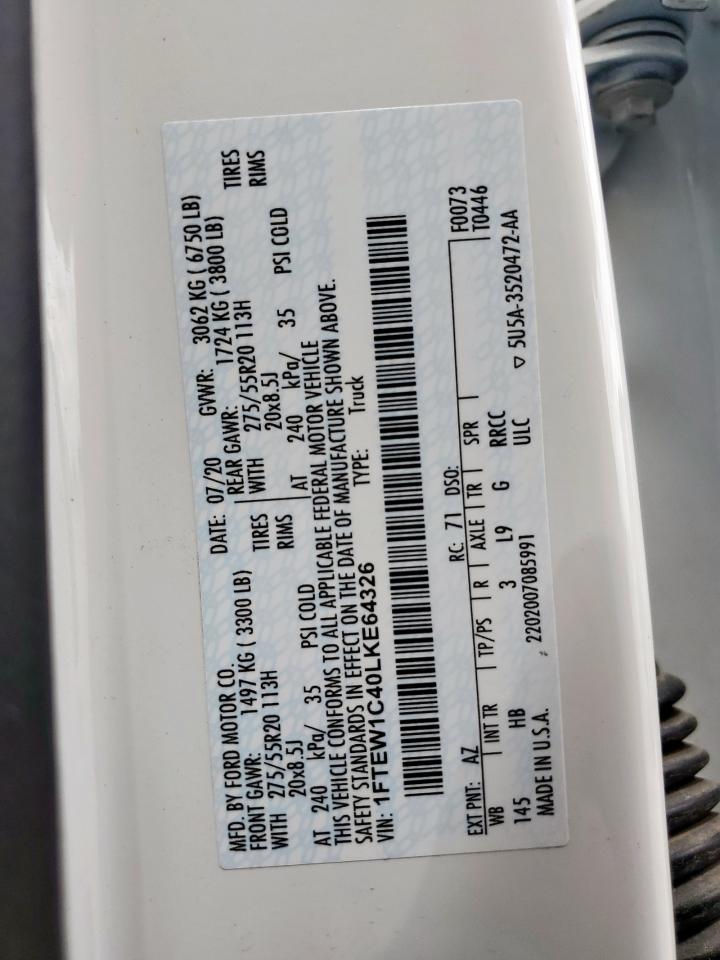 MFD. BY FORD MOTOR CO. DATE: 07/20 GVWR: 3062 KG ( 6750 LB)
FRONT GAWR: 1497 KG ( 3300 LB) REAR GAWR: 1724 KG ( 3800 LB)
WITH 275/55R20 113H TIRES WITH 275/55R20 113H TIRES
20x8.5J RIMS 20x8.5J RIMS
AT 240 kPa/ 35 PSI COLD AT 240 kPa/ 35 PSI COLD
THIS VEHICLE CONFORMS TO ALL APPLICABLE FEDERAL MOTOR VEHICLE
SAFETY STANDARDS IN EFFECT ON THE DATE OF MANUFACTURE SHOWN ABOVE.
VIN: 1FTEW1C40LKE64326 TYPE: Truck
F0073
EXT PNT: AZ RC: 71 DSO: T0446
WB INT TR TP/PS R AXLE TR SPR
145 HB 3 L9 G RRCC
MADE IN U.S.A. 220200708599​1 ULC ▽ 5U5A-3520472-AA